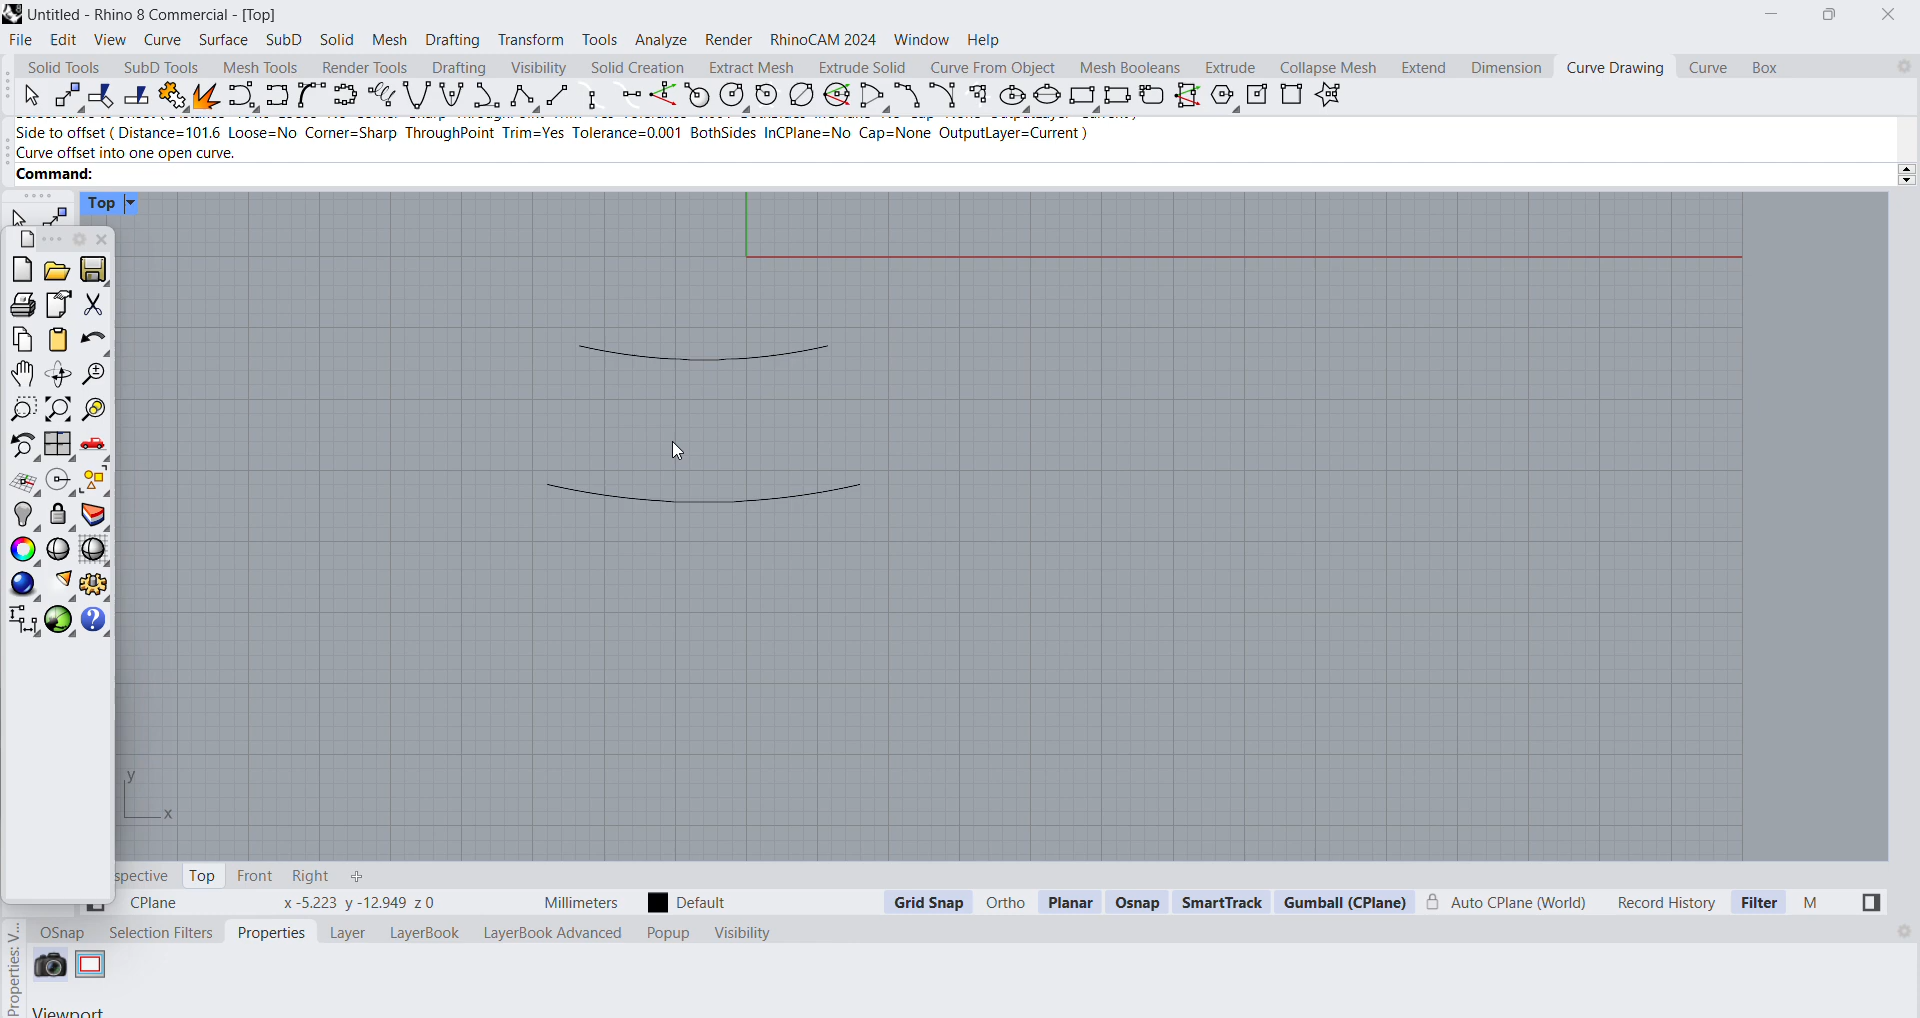 Untitled - Rhino 8 Commercial - [Top]
File Edit View Curve Surface SubD Solid Mesh Drafting Transform Tools Analyze Render RhinoCAM 2024 Window Help
Solid Tools SubD Tools Mesh Tools Render Tools Drafting Visibility Solid Creation Extract Mesh Extrude Solid Curve From Object Mesh Booleans Extrude Collapse Mesh Extend Dimension Curve Drawing Curve Box
Side to offset ( Distance=101.6 Loose=No Corner=Sharp ThroughPoint Trim=Yes Tolerance=0.001 BothSides InCPlane=No Cap=None OutputLayer=Current )
Curve offset into one open curve.
Command:
Top
y
x
spective Top Front Right
CPlane x -5.223 y -12.949 z 0 Millimeters Default Grid Snap Ortho Planar Osnap SmartTrack Gumball (CPlane) Auto CPlane (World) Record History Filter M
OSnap Selection Filters Properties Layer LayerBook LayerBook Advanced Popup Visibility
Properties: V...
Viewport